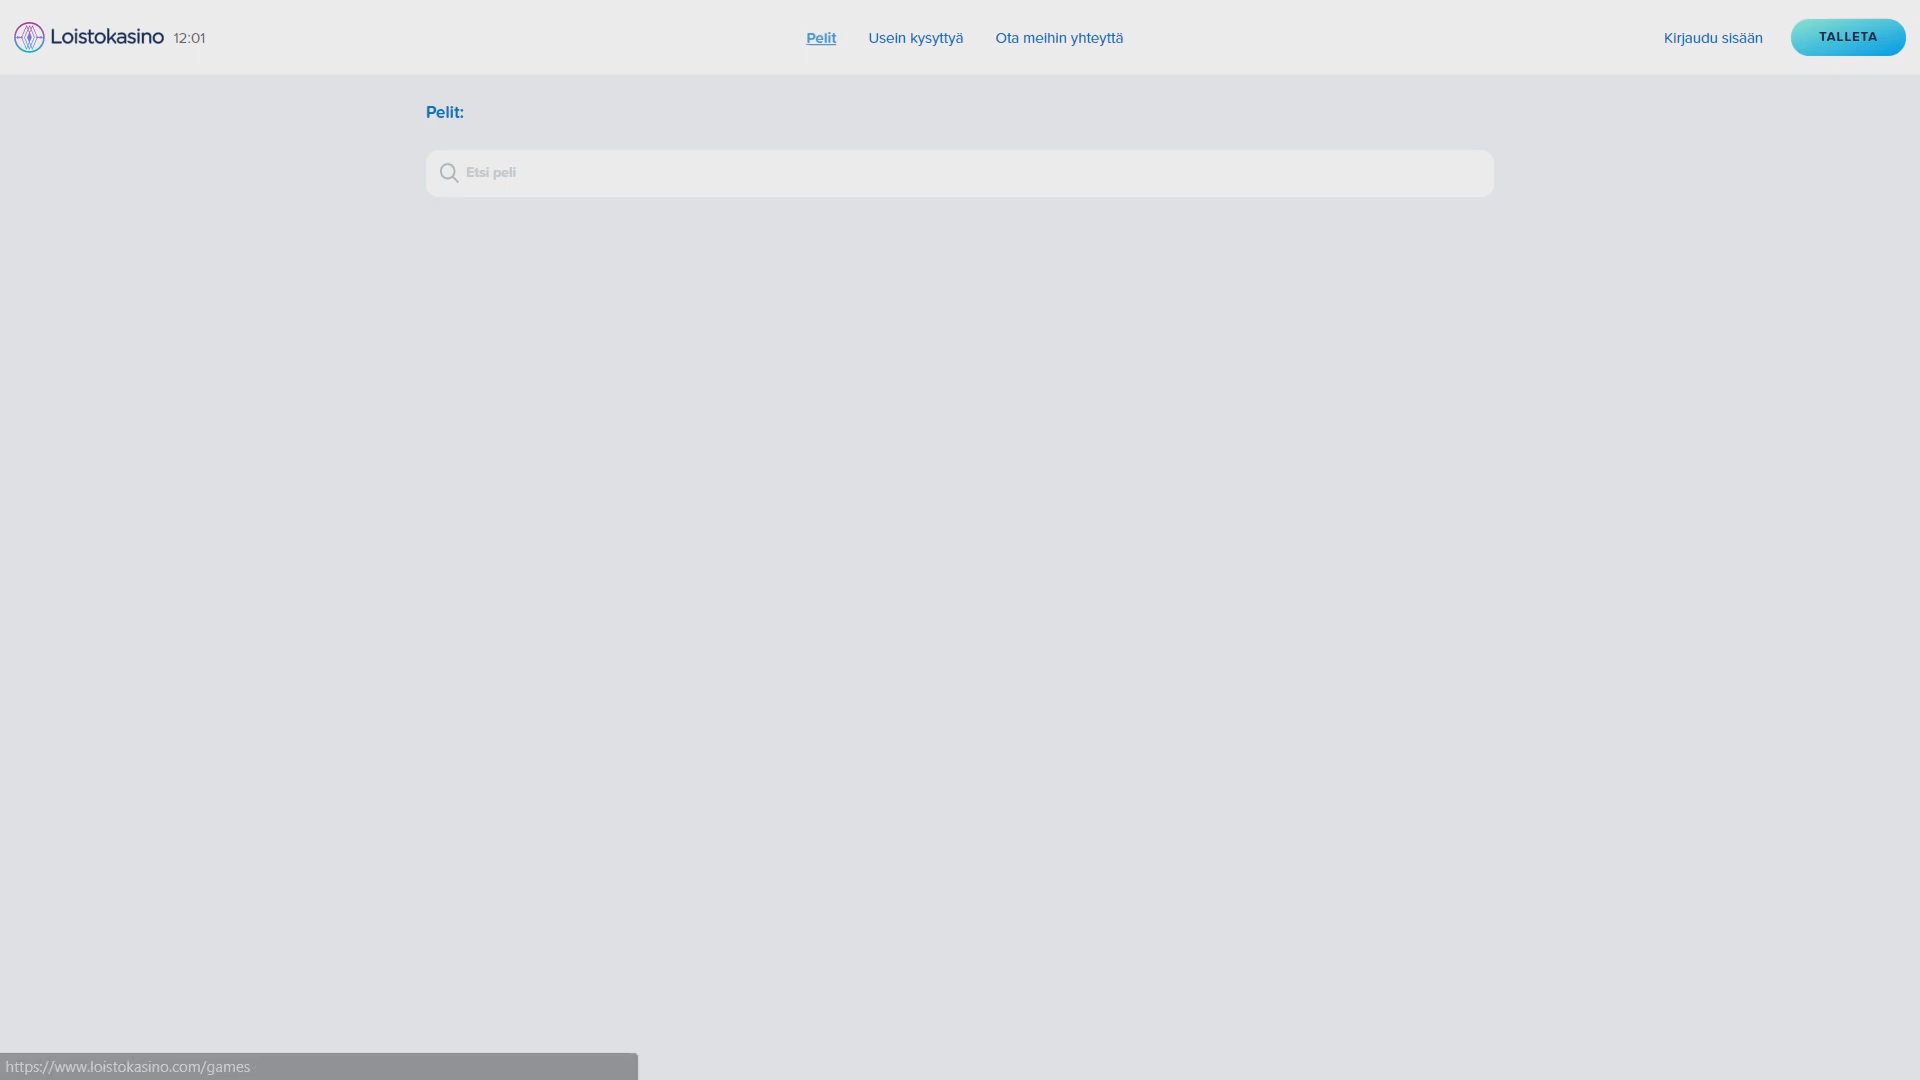 Loistokasino 12:01
Pelit
Usein kysyttyä
Ota meihin yhteyttä
Kirjaudu sisään
TALLETA
Pelit:
Etsi peli
https://www.loistokasino.com/games